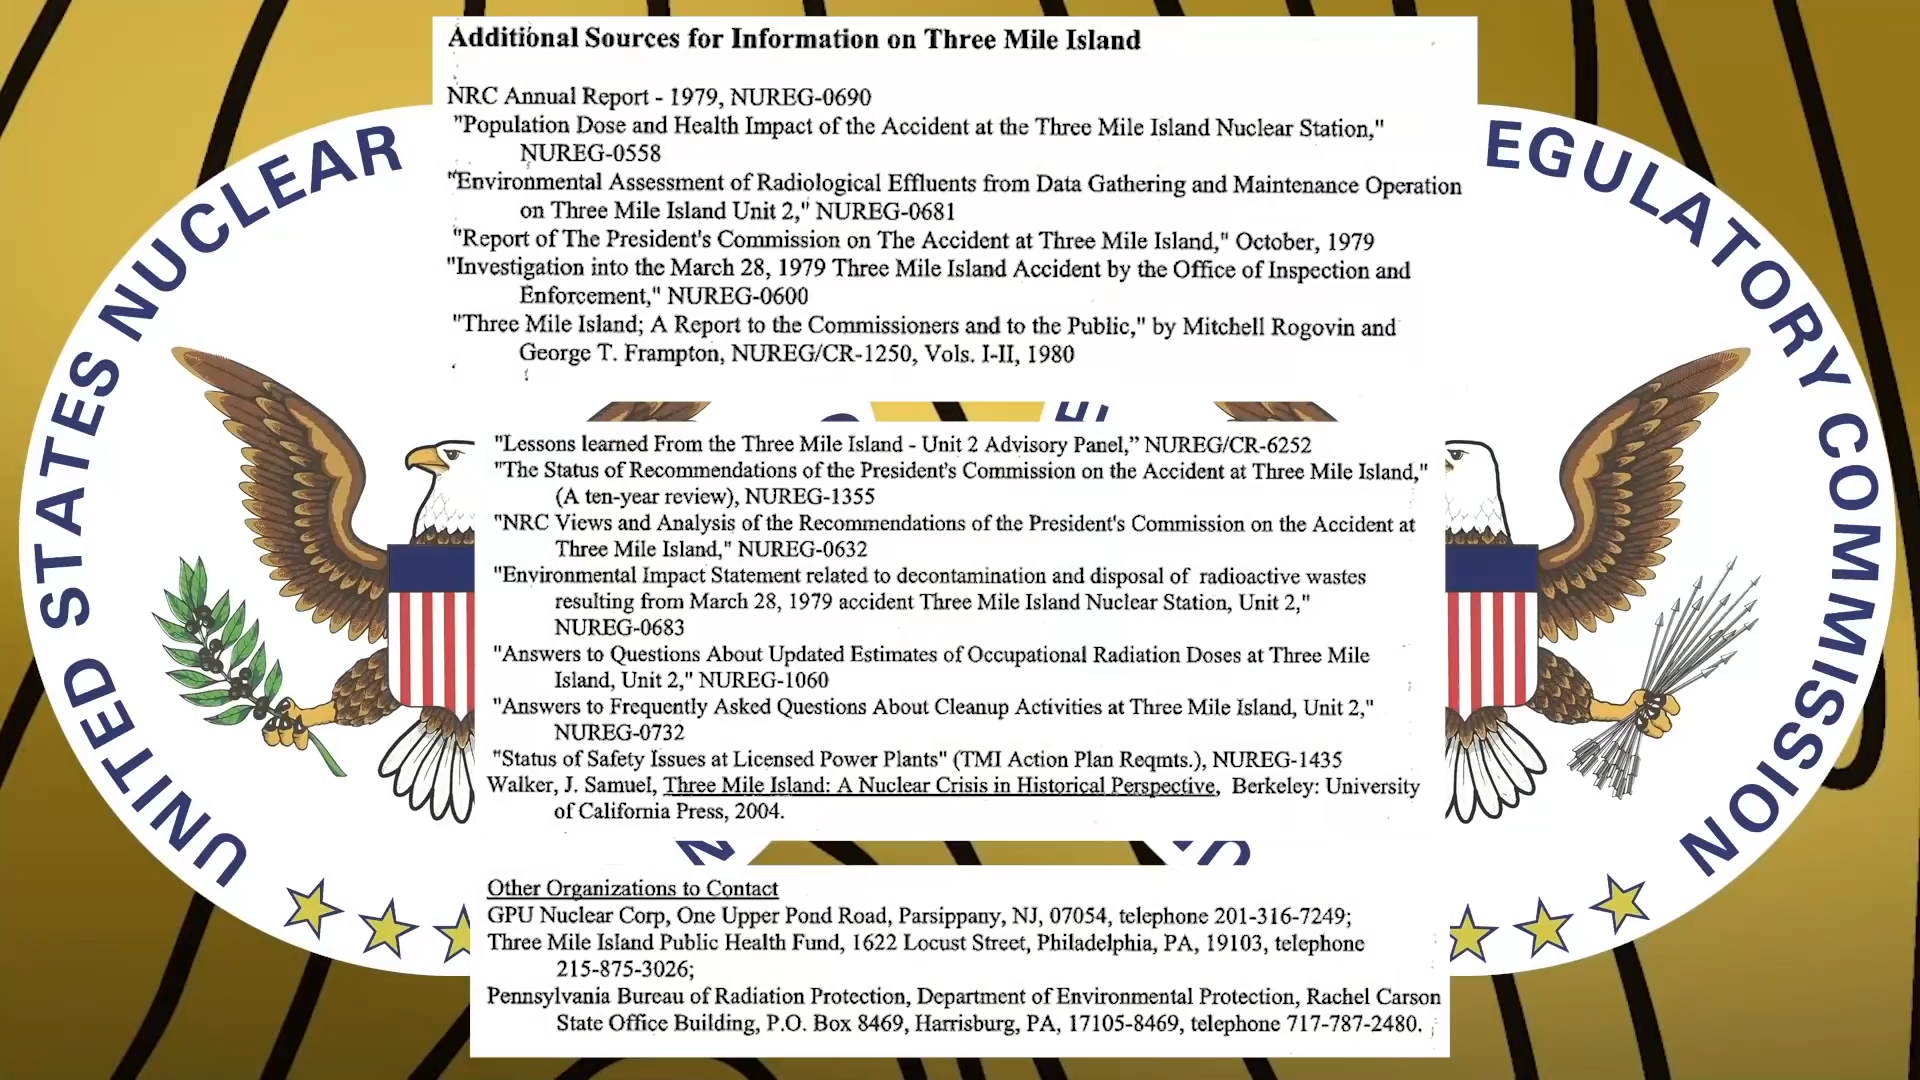 Additional Sources for Information on Three Mile Island
NRC Annual Report - 1979, NUREG-0690
"Population Dose and Health Impact of the Accident at the Three Mile Island Nuclear Station,"
NUREG-0558
"Environmental Assessment of Radiological Effluents from Data Gathering and Maintenance Operation
on Three Mile Island Unit 2," NUREG-0681
"Report of The President's Commission on The Accident at Three Mile Island," October, 1979
"Investigation into the March 28, 1979 Three Mile Island Accident by the Office of Inspection and
Enforcement," NUREG-0600
"Three Mile Island; A Report to the Commissioners and to the Public," by Mitchell Rogovin and
George T. Frampton, NUREG/CR-1250, Vols. I-II, 1980
"Lessons learned From the Three Mile Island - Unit 2 Advisory Panel," NUREG/CR-6252
"The Status of Recommendations of the President's Commission on the Accident at Three Mile Island,"
(A ten-year review), NUREG-1355
"NRC Views and Analysis of the Recommendations of the President's Commission on the Accident at
Three Mile Island," NUREG-0632
"Environmental Impact Statement related to decontamination and disposal of radioactive wastes
resulting from March 28, 1979 accident Three Mile Island Nuclear Station, Unit 2,"
NUREG-0683
"Answers to Questions About Updated Estimates of Occupational Radiation Doses at Three Mile
Island, Unit 2," NUREG-1060
"Answers to Frequently Asked Questions About Cleanup Activities at Three Mile Island, Unit 2,"
NUREG-0732
"Status of Safety Issues at Licensed Power Plants" (TMI Action Plan Reqmts.), NUREG-1435
Walker, J. Samuel, Three Mile Island: A Nuclear Crisis in Historical Perspective, Berkeley: University
of California Press, 2004.
Other Organizations to Contact
GPU Nuclear Corp, One Upper Pond Road, Parsippany, NJ, 07054, telephone 201-316-7249;
Three Mile Island Public Health Fund, 1622 Locust Street, Philadelphia, PA, 19103, telephone
215-875-3026;
Pennsylvania Bureau of Radiation Protection, Department of Environmental Protection, Rachel Carson
State Office Building, P.O. Box 8469, Harrisburg, PA, 17105-8469, telephone 717-787-2480.
UNITED STATES NUCLEAR
EGULATORY COMMISSION